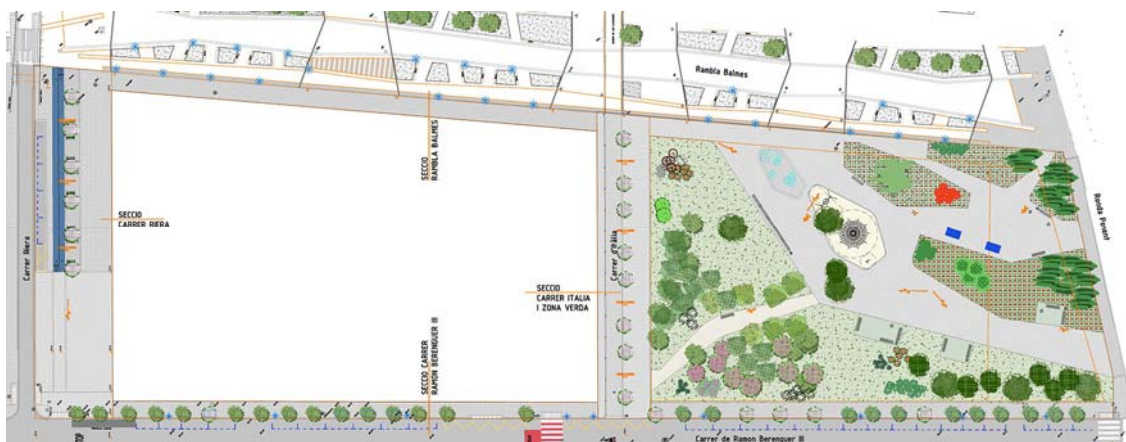 Rambla Balmes
SECCIO
RAMBLA BALMES
SECCIO
CARRER RIERA
Carrer Riera
Carrer d'Itàlia
Ronda Ponent
SECCIO
CARRER ITALIA
I ZONA VERDA
SECCIO CARRER
RAMON BERENGUER III
Carrer de Ramon Berenguer III